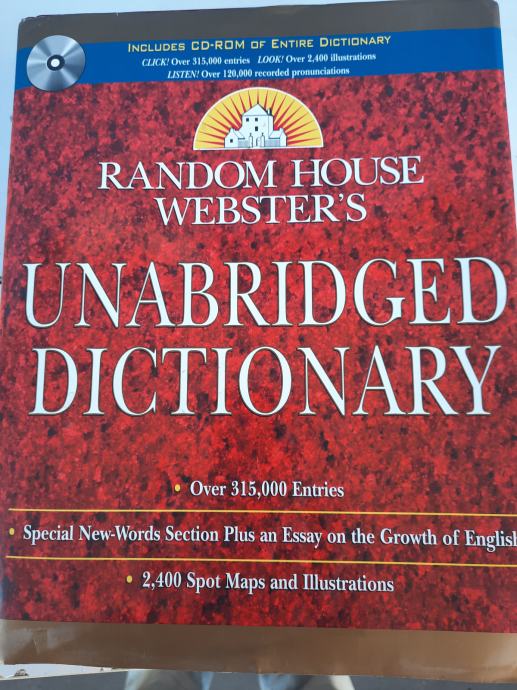 INCLUDES CD-ROM OF ENTIRE DICTIONARY
CLICK! Over 315,000 entries LOOK! Over 2,400 illustrations
LISTEN! Over 120,000 recorded pronunciations
RANDOM HOUSE
WEBSTER'S
UNABRIDGED
DICTIONARY
• Over 315,000 Entries
• Special New-Words Section Plus an Essay on the Growth of English
• 2,400 Spot Maps and Illustrations